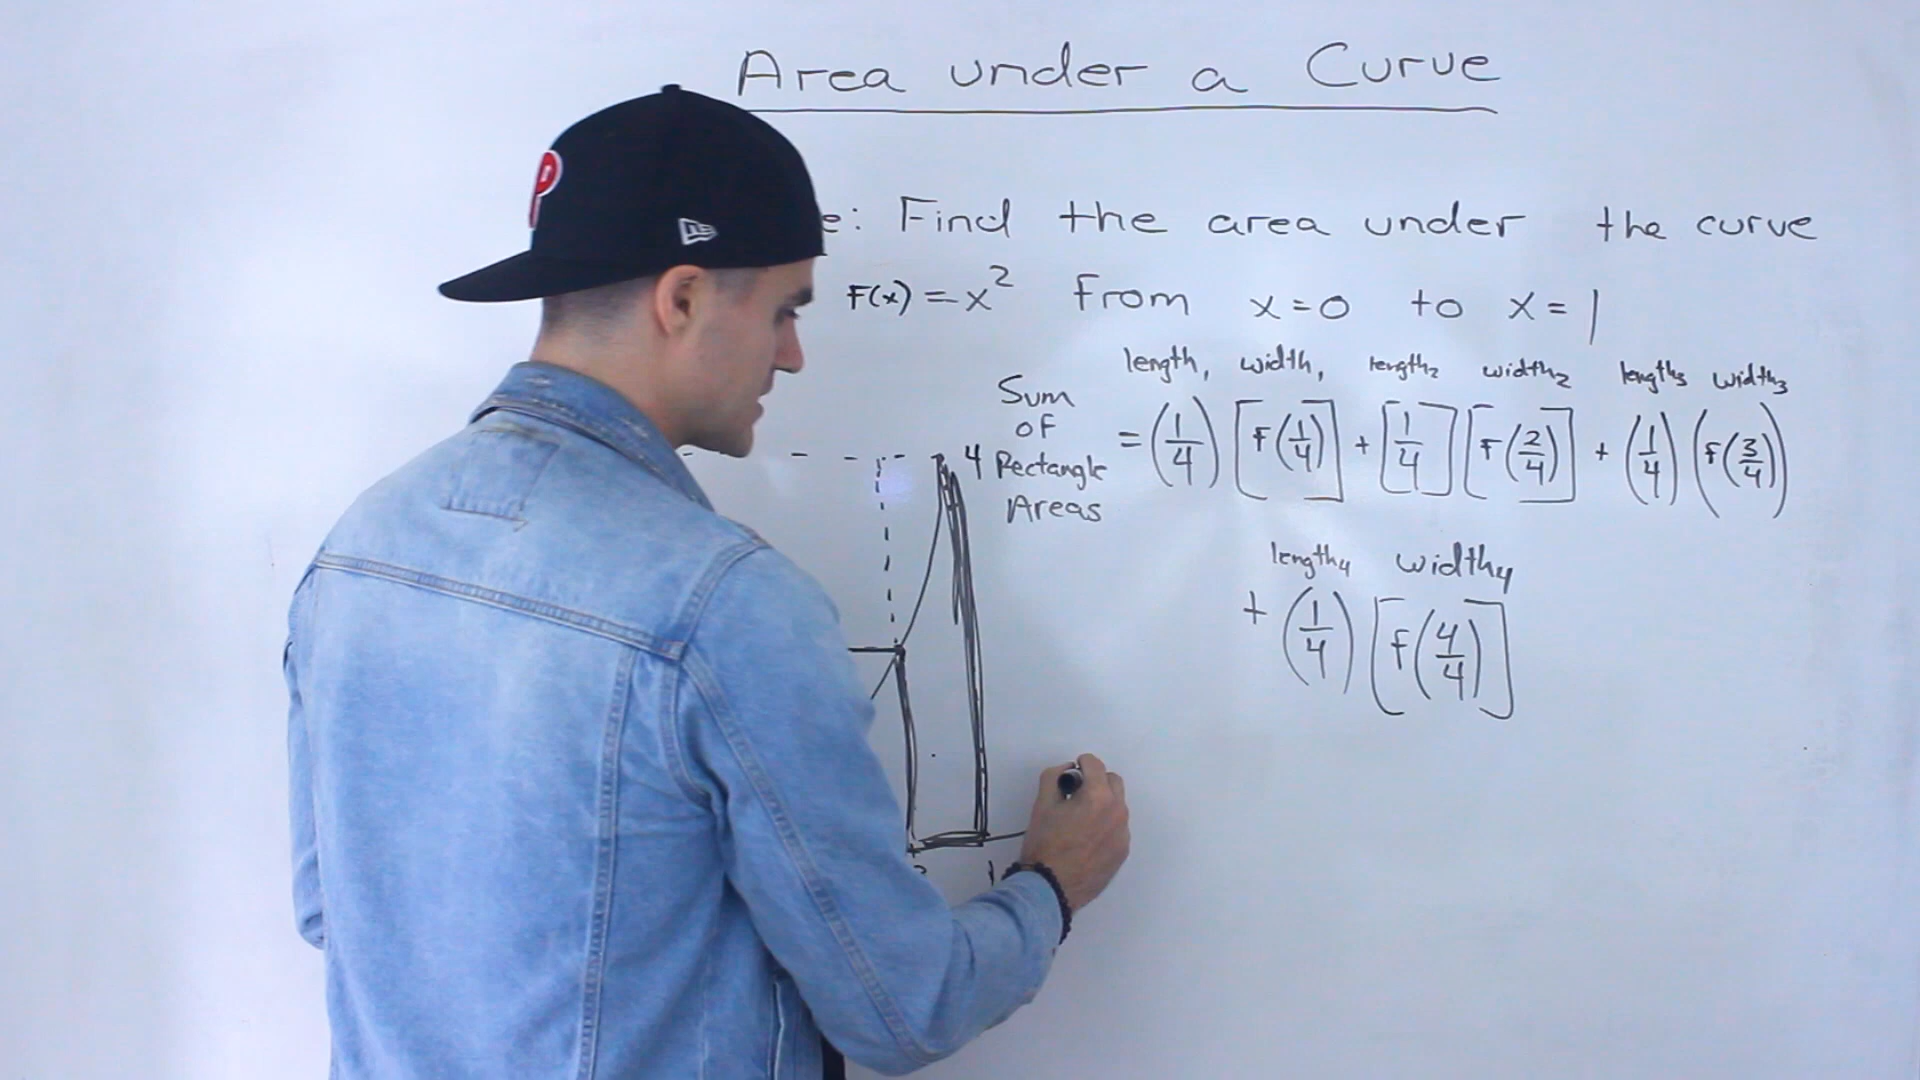 Area under a Curve
e: Find the area under the curve
F(x) = x² from x=0 to x=1
length₁ width₁ length₂ width₂ length₃ width₃
Sum of 4 Rectangle Areas = (1/4) [f(1/4)] + [1/4] [f(2/4)] + (1/4) (f(3/4))
length₄ width₄
+ (1/4) [f(4/4)]
1
P
NE